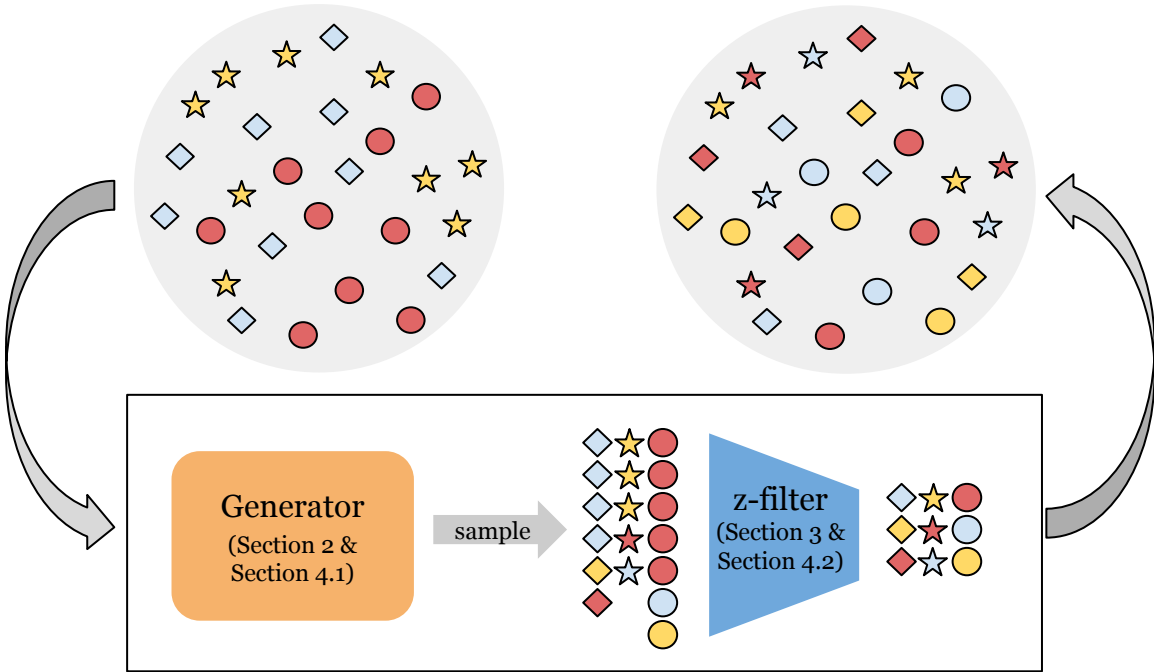 Generator
(Section 2 &
Section 4.1)
sample
z-filter
(Section 3 &
Section 4.2)